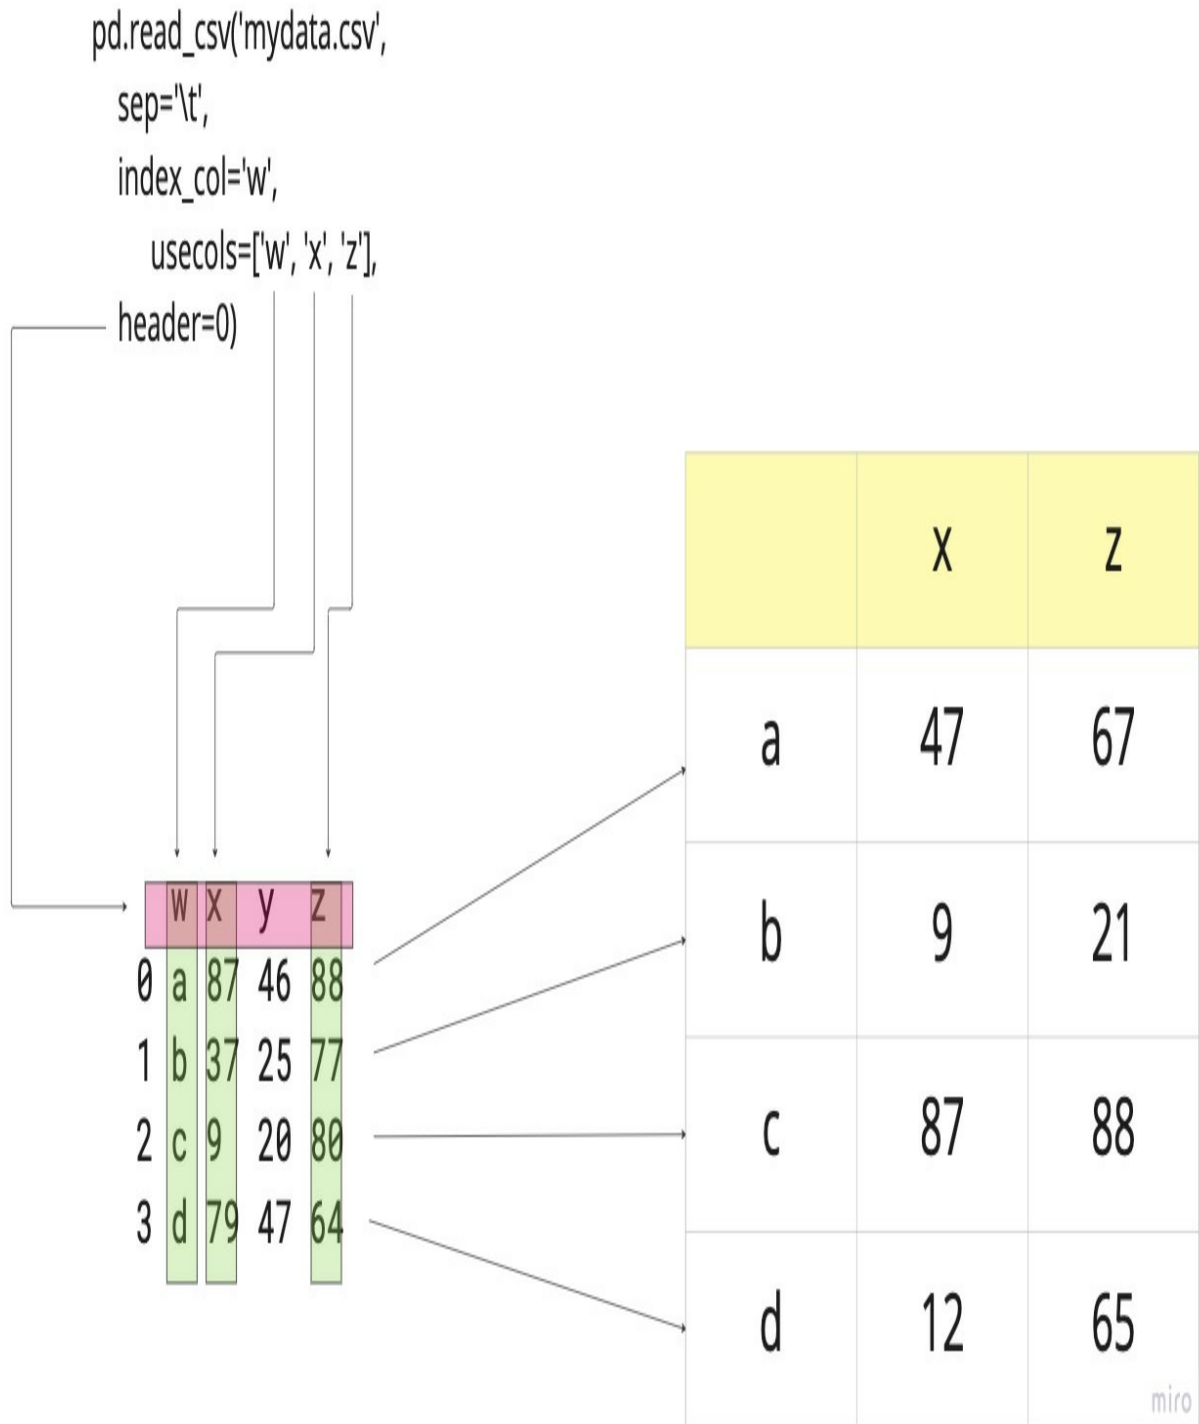 pd.read_csv('mydata.csv',
sep='\t',
index_col='w',
usecols=['w', 'x', 'z'],
header=0)
w x y z
0 a 87 46 88
1 b 37 25 77
2 c 9 20 80
3 d 79 47 64
x z
a 47 67
b 9 21
c 87 88
d 12 65
miro